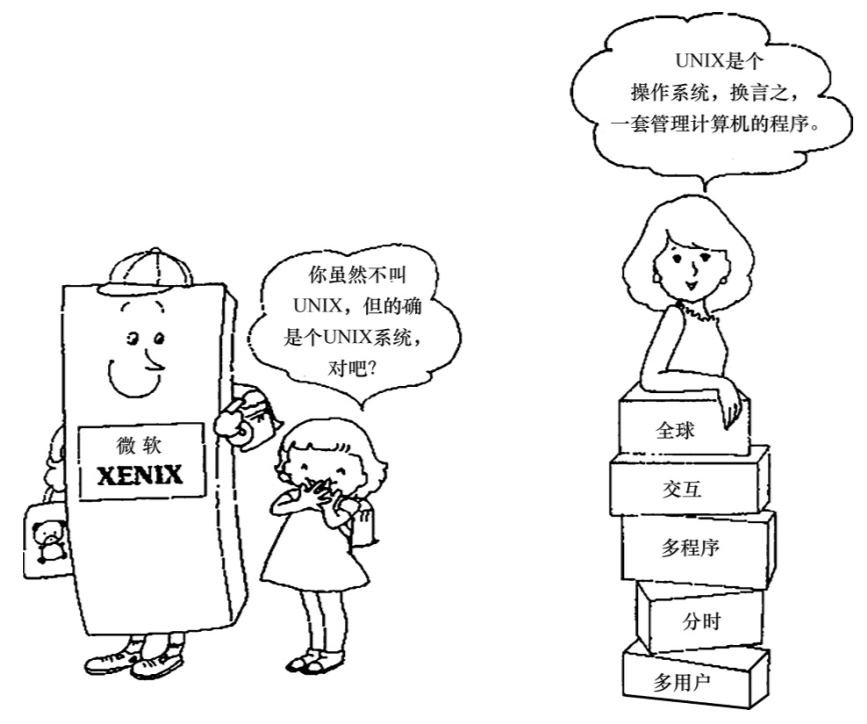 UNIX是个
操作系统，换言之，
一套管理计算机的程序。
你虽然不叫
UNIX，但的确
是个UNIX系统，
对吧？
微软
XENIX
全球
交互
多程序
分时
多用户